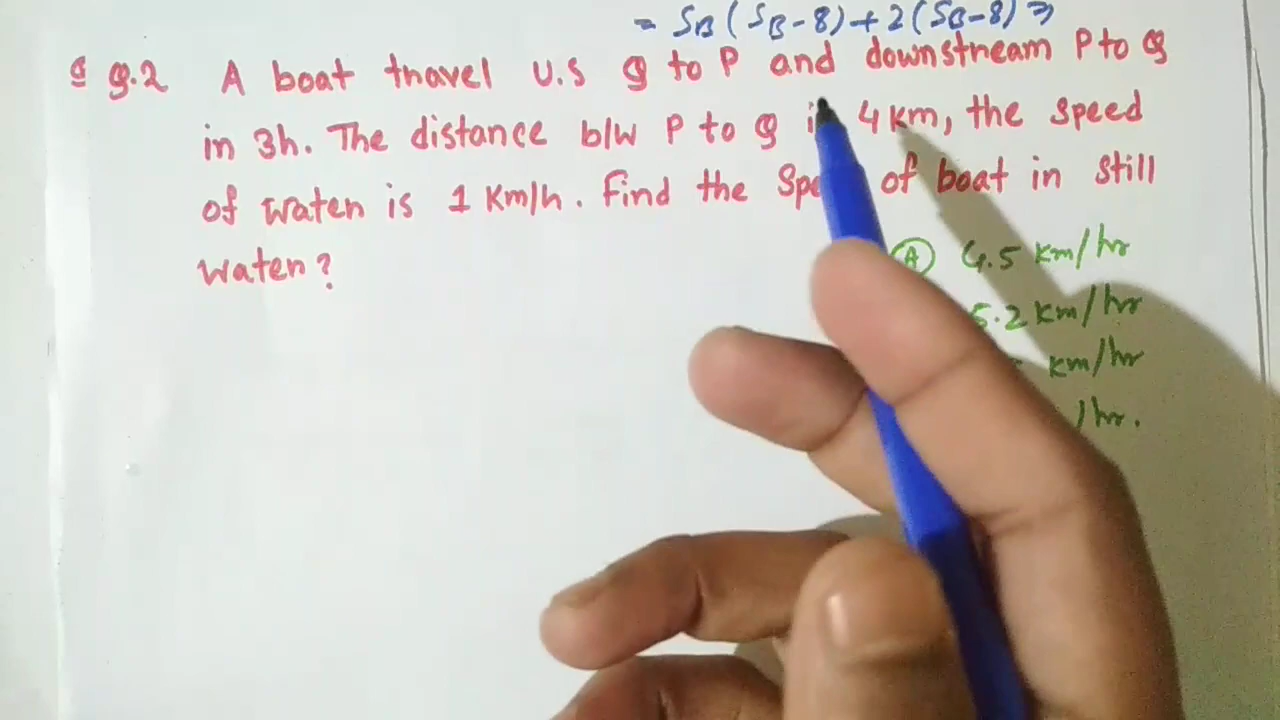 = SB (SB-8)+2(SB-8) ⇒
Q.2 A boat travel U.S Q to P and downstream P to Q
in 3h. The distance b/w P to Q 4 km, the speed
of water is 1 Km/h. Find the of boat in still
water?
(A) 4.5 km/hr
5.2 km/hr
km/hr
/hr.